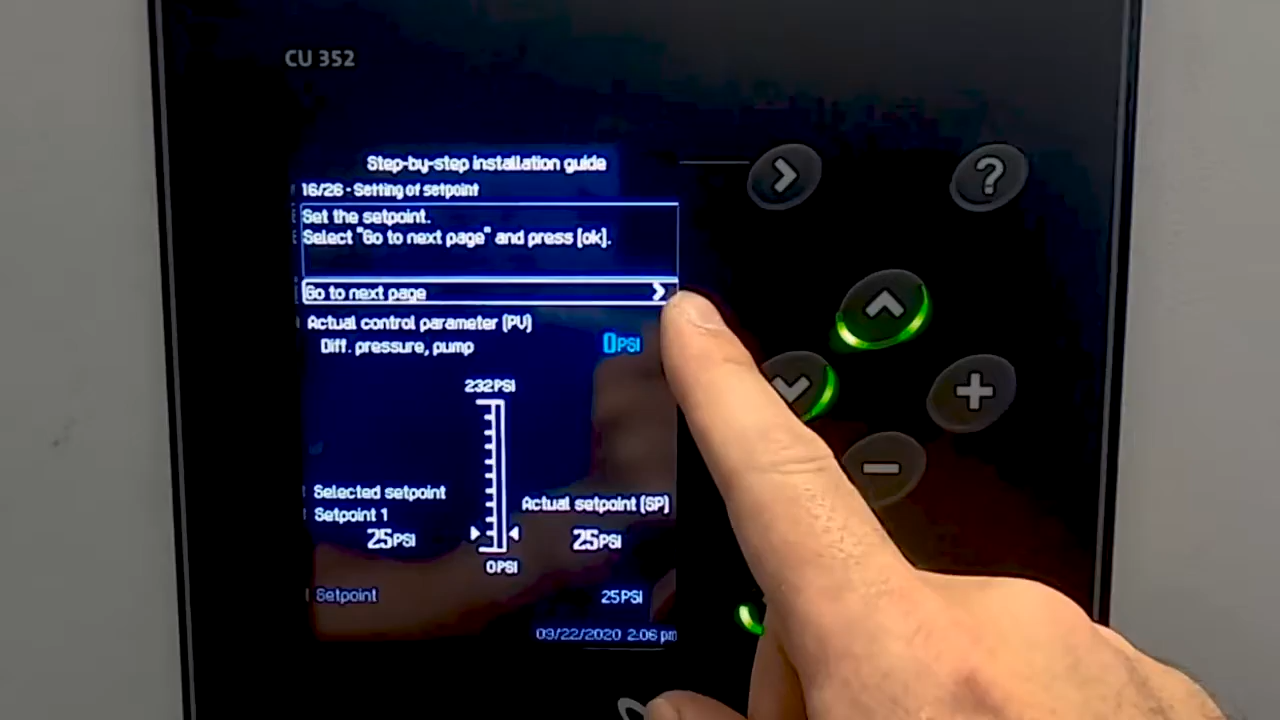 CU 352
Step-by-step installation guide
16/26 - Setting of setpoint
Set the setpoint.
Select "Go to next page" and press [ok].
Go to next page
Actual control parameter (PV)
Diff. pressure, pump 0PSI
232PSI
Selected setpoint
Actual setpoint (SP)
Setpoint 1
25PSI 25PSI
0PSI
Setpoint 25PSI
09/22/2020 2:06 pm
?
+
-